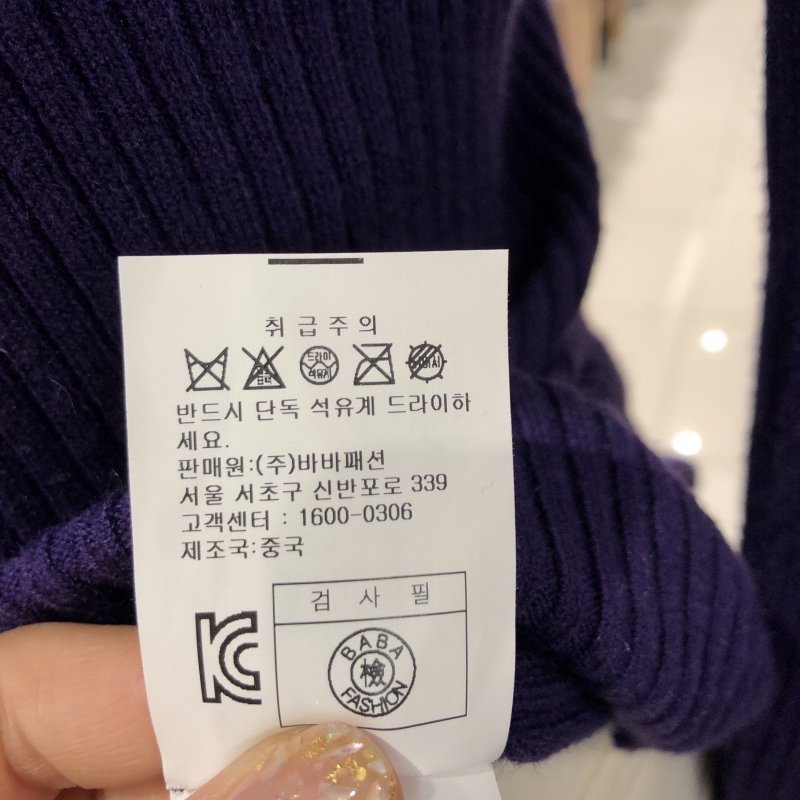 취급주의
표백
드라이
석유계
반드시 단독 석유계 드라이하
세요.
판매원:(주)바바패션
서울 서초구 신반포로 339
고객센터 : 1600-0306
제조국:중국
검 사 필
BABA
檢
FASHION